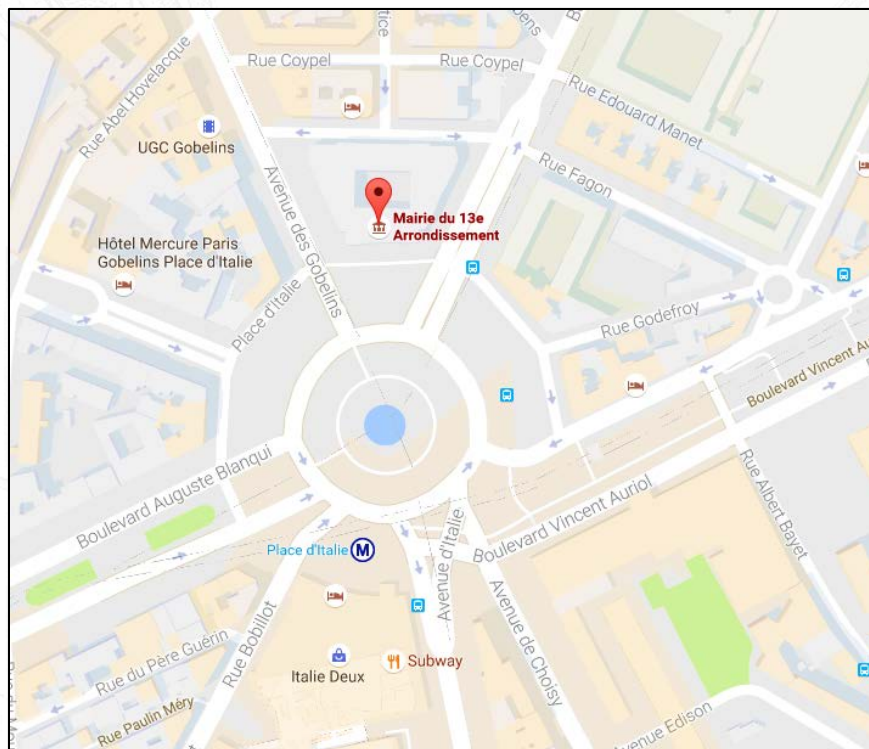 Rue Coypel
Rue Coypel
Rue Abel Hovelacque
Rue Edouard Manet
UGC Gobelins
Rue Fagon
Avenue des Gobelins
Mairie du 13e
Arrondissement
Hôtel Mercure Paris
Gobelins Place d'Italie
Place d'Italie
Rue Godefroy
Boulevard Vincent Auriol
Boulevard Auguste Blanqui
Rue Albert Bayet
Boulevard Vincent Auriol
Place d'Italie
M
Avenue d'Italie
Avenue de Choisy
Rue Bobillot
Rue du Père Guérin
Italie Deux
Subway
Rue Paulin Méry
Avenue Edison